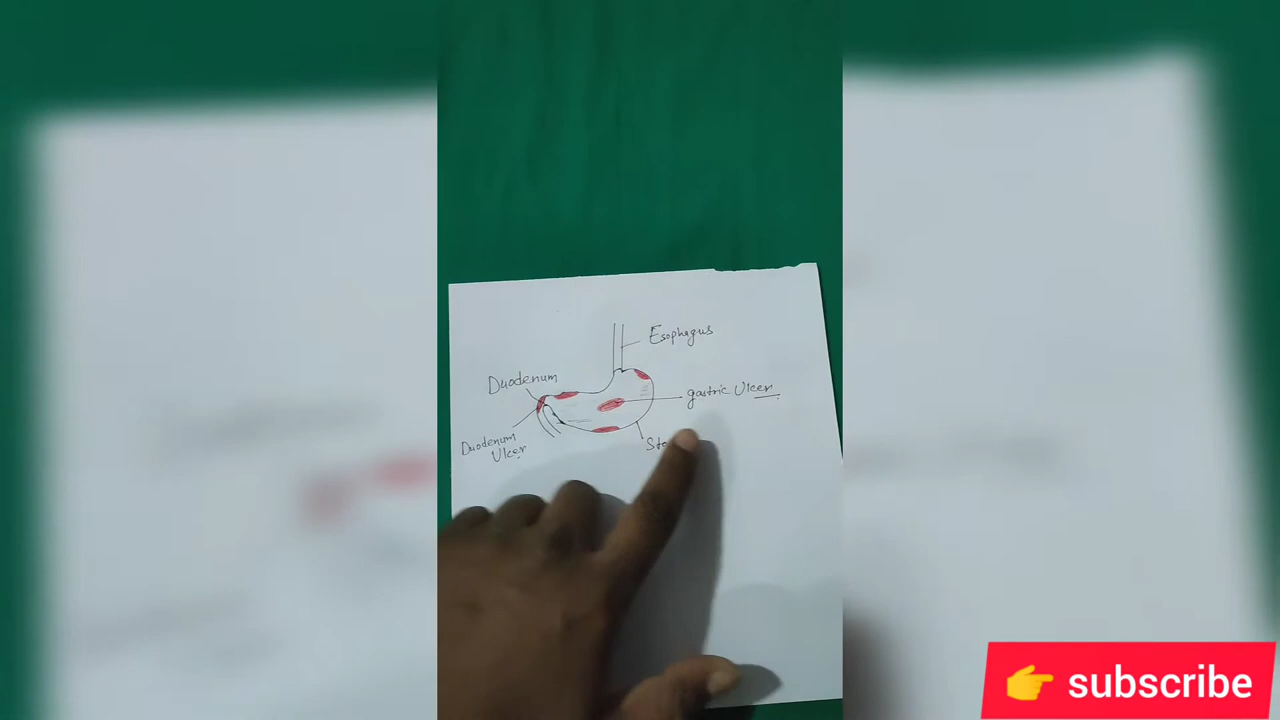 Esophagus
Duodenum
gastric Ulcer
Duodenum
Ulcer
subscribe